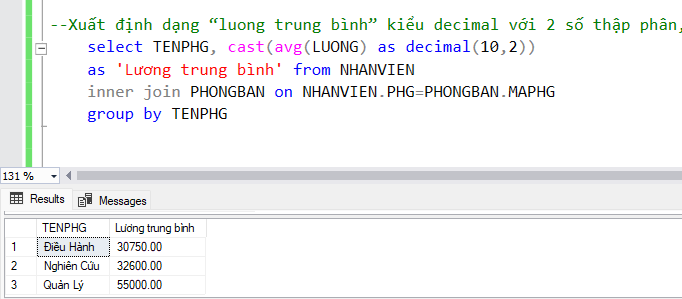 --Xuất định dạng “luong trung bình” kiểu decimal với 2 số thập phân,
select TENPHG, cast(avg(LUONG) as decimal(10,2))
as 'Lương trung bình' from NHANVIEN
inner join PHONGBAN on NHANVIEN.PHG=PHONGBAN.MAPHG
group by TENPHG
131 %
Results Messages
TENPHG Lương trung bình
1 Điều Hành 30750.00
2 Nghiên Cứu 32600.00
3 Quản Lý 55000.00